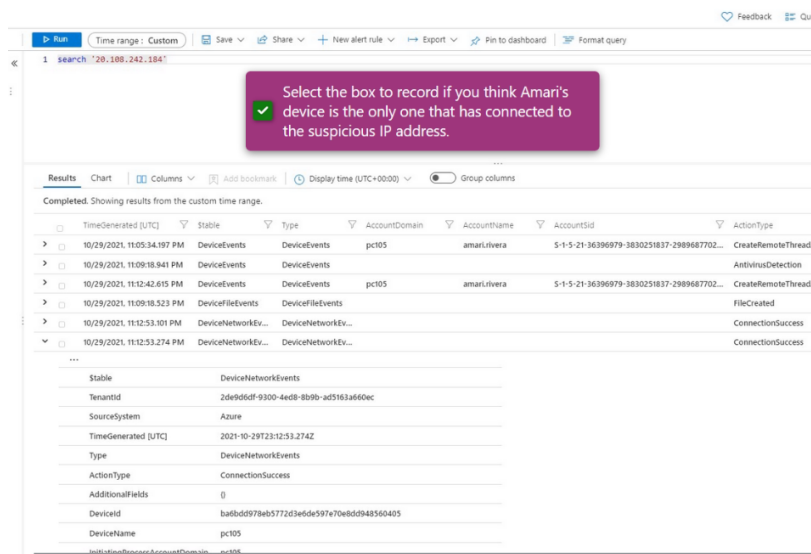 Feedback Qu
Run Time range : Custom Save Share New alert rule Export Pin to dashboard Format query
1 search '20.108.242.184'
Select the box to record if you think Amari's
device is the only one that has connected to
the suspicious IP address.
Results Chart Columns Add bookmark Display time (UTC+00:00) Group columns
Completed. Showing results from the custom time range.
TimeGenerated [UTC] $table Type AccountDomain AccountName AccountSid ActionType
10/29/2021, 11:05:34.197 PM DeviceEvents DeviceEvents pc105 amari.rivera S-1-5-21-36396979-3830251837-2989687702... CreateRemoteThread
10/29/2021, 11:09:18.941 PM DeviceEvents DeviceEvents AntivirusDetection
10/29/2021, 11:12:42.615 PM DeviceEvents DeviceEvents pc105 amari.rivera S-1-5-21-36396979-3830251837-2989687702... CreateRemoteThread
10/29/2021, 11:09:18.523 PM DeviceFileEvents DeviceFileEvents FileCreated
10/29/2021, 11:12:53.101 PM DeviceNetworkEv... DeviceNetworkEv... ConnectionSuccess
10/29/2021, 11:12:53.274 PM DeviceNetworkEv... DeviceNetworkEv... ConnectionSuccess
...
$table DeviceNetworkEvents
TenantId 2de9d6df-9300-4ed8-8b9b-ad5163a660ec
SourceSystem Azure
TimeGenerated [UTC] 2021-10-29T23:12:53.274Z
Type DeviceNetworkEvents
ActionType ConnectionSuccess
AdditionalFields {}
DeviceId ba6bdd978eb5772d3e6de597e70e8dd948560405
DeviceName pc105
InitiatingProcessAccountDomain pc105